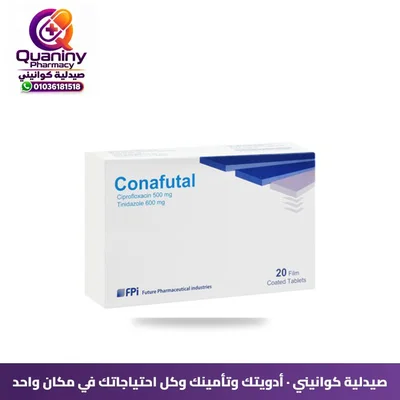 Quaniny
Pharmacy
صيدلية كوانيني
01036181518
Conafutal
Ciprofloxacin 500 mg
Tinidazole 600 mg
20 Film
Coated Tablets
FPi Future Pharmaceutical Industries
صيدلية كوانيني - أدويتك وتأمينك وكل احتياجاتك في مكان واحد